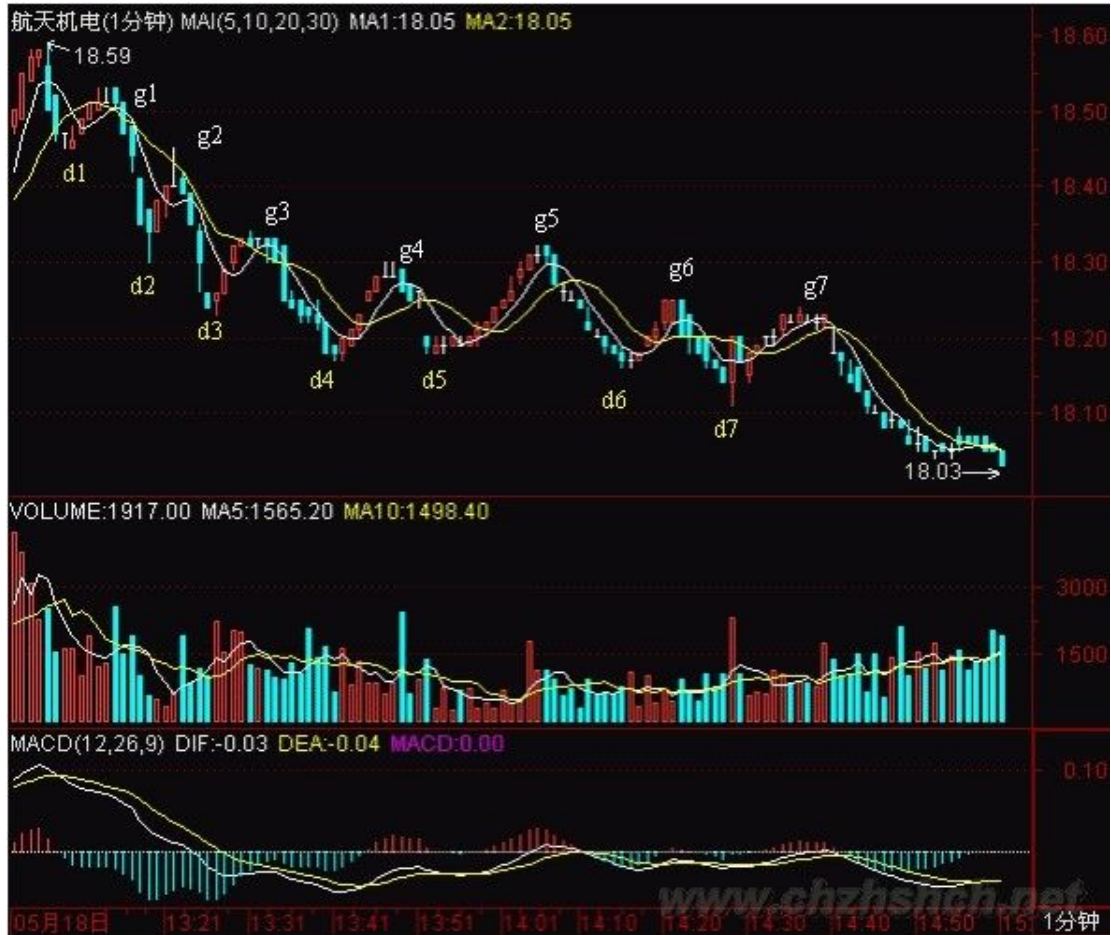 航天机电(1分钟) MAI(5,10,20,30) MA1:18.05 MA2:18.05
18.60
18.59
g1
18.50
g2
d1
18.40
g3
g5
g4
18.30
g6
d2
g7
d3
18.20
d4
d5
d6
d7
18.10
18.03
VOLUME:1917.00 MA5:1565.20 MA10:1498.40
3000
1500
MACD(12,26,9) DIF:-0.03 DEA:-0.04 MACD:0.00
0.10
www.chzhshch.net
05月18日 13:21 13:31 13:41 13:51 14:01 14:10 14:20 14:30 14:40 14:50 15: 1分钟